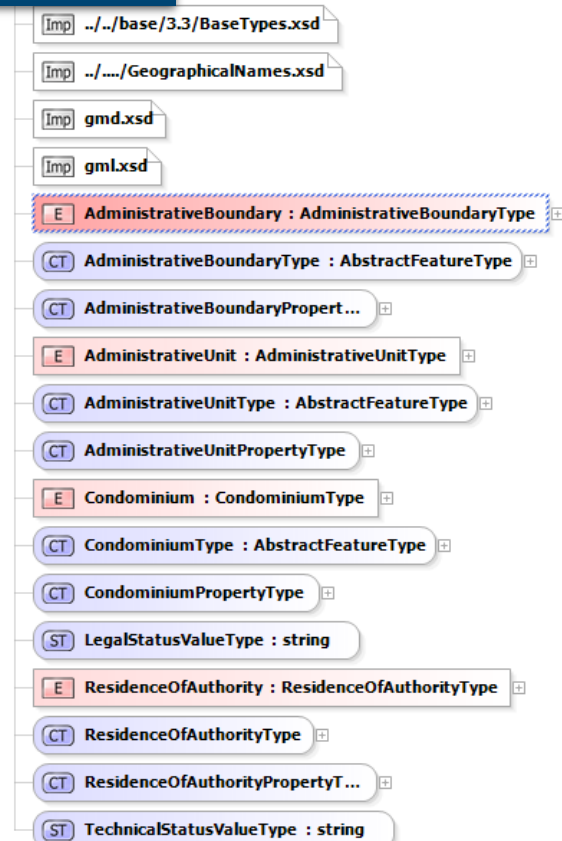 Imp ../../base/3.3/BaseTypes.xsd
Imp ../..../GeographicalNames.xsd
Imp gmd.xsd
Imp gml.xsd
E AdministrativeBoundary : AdministrativeBoundaryType
CT AdministrativeBoundaryType : AbstractFeatureType
CT AdministrativeBoundaryPropert...
E AdministrativeUnit : AdministrativeUnitType
CT AdministrativeUnitType : AbstractFeatureType
CT AdministrativeUnitPropertyType
E Condominium : CondominiumType
CT CondominiumType : AbstractFeatureType
CT CondominiumPropertyType
ST LegalStatusValueType : string
E ResidenceOfAuthority : ResidenceOfAuthorityType
CT ResidenceOfAuthorityType
CT ResidenceOfAuthorityPropertyT...
ST TechnicalStatusValueType : string